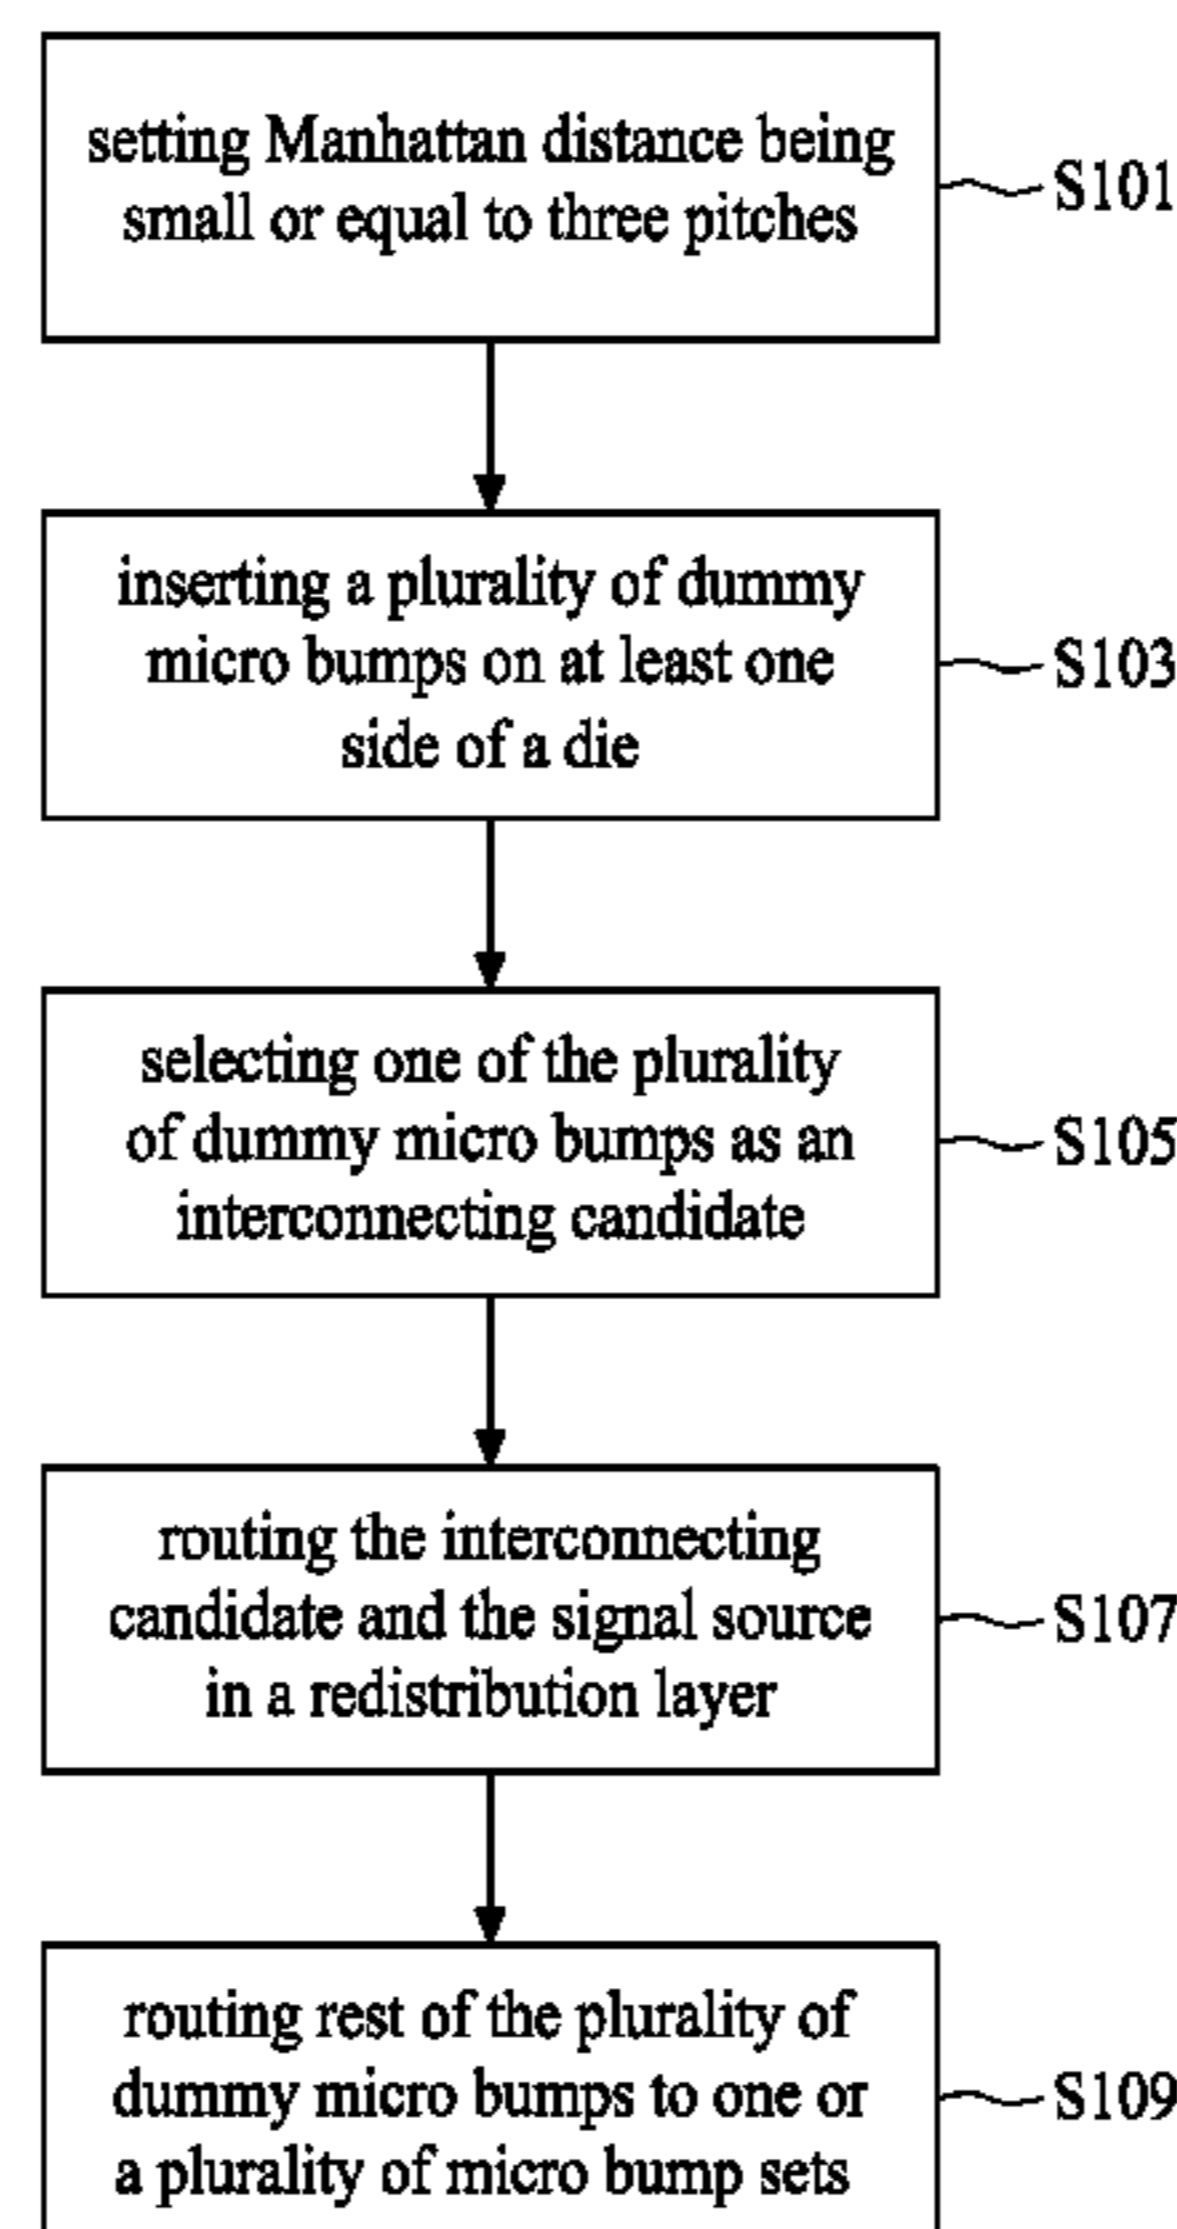 setting Manhattan distance being
small or equal to three pitches
S101
inserting a plurality of dummy
micro bumps on at least one
side of a die
S103
selecting one of the plurality
of dummy micro bumps as an
interconnecting candidate
S105
routing the interconnecting
candidate and the signal source
in a redistribution layer
S107
routing rest of the plurality of
dummy micro bumps to one or
a plurality of micro bump sets
S109